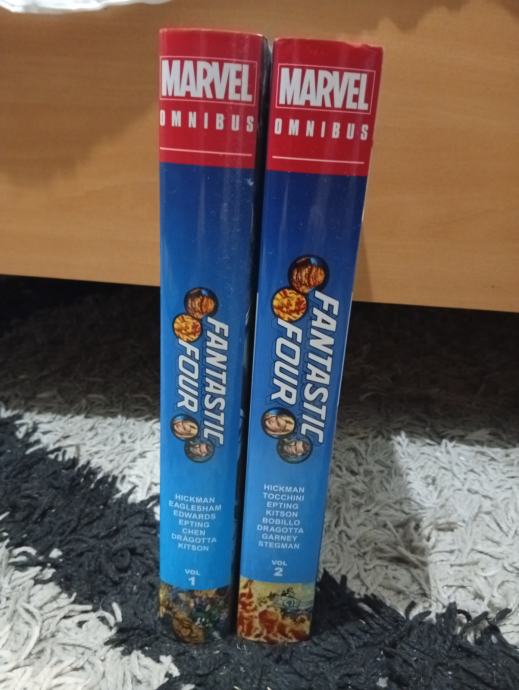 MARVEL
OMNIBUS
FANTASTIC
FOUR
HICKMAN
EAGLESHAM
EDWARDS
EPTING
CHEN
DRAGOTTA
KITSON
VOL
1
MARVEL
OMNIBUS
FANTASTIC
FOUR
HICKMAN
TOCCHINI
EPTING
KITSON
BOBILLO
DRAGOTTA
GARNEY
STEGMAN
VOL
2